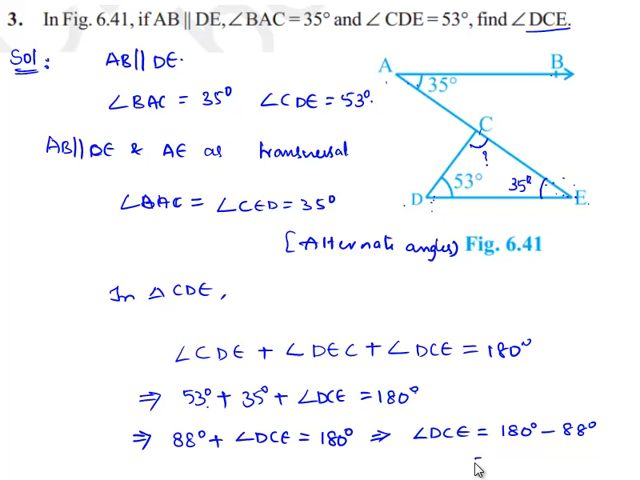 3. In Fig. 6.41, if AB || DE, ∠BAC = 35° and ∠CDE = 53°, find ∠DCE.
Sol : AB || DE.
∠BAC = 35° ∠CDE = 53°.
AB || DE & AE as transversal
∠BAC = ∠CED = 35°
[Alternate angles)
A
B
35°
C
?
D
53°
35°
E
Fig. 6.41
In △ CDE,
∠CDE + ∠DEC + ∠DCE = 180°
⇒ 53° + 35° + ∠DCE = 180°
⇒ 88° + ∠DCE = 180° ⇒ ∠DCE = 180° − 88°